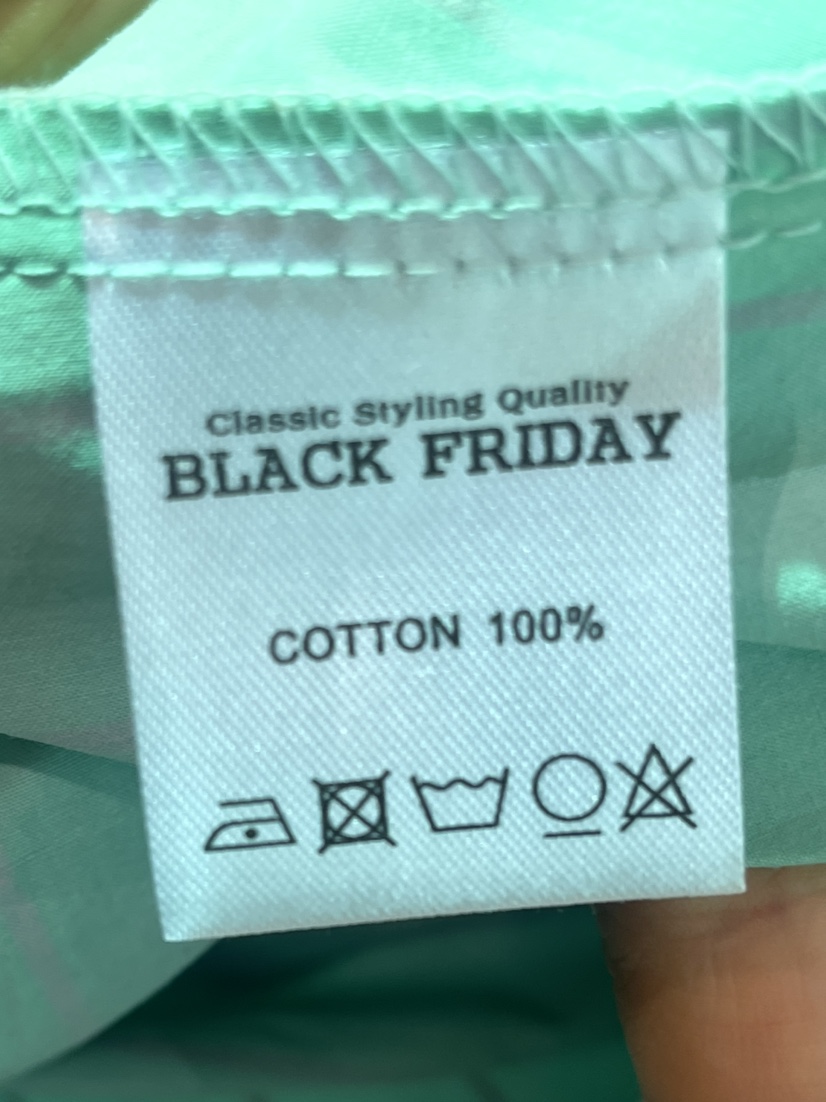 Classic Styling Quality
BLACK FRIDAY
COTTON 100%